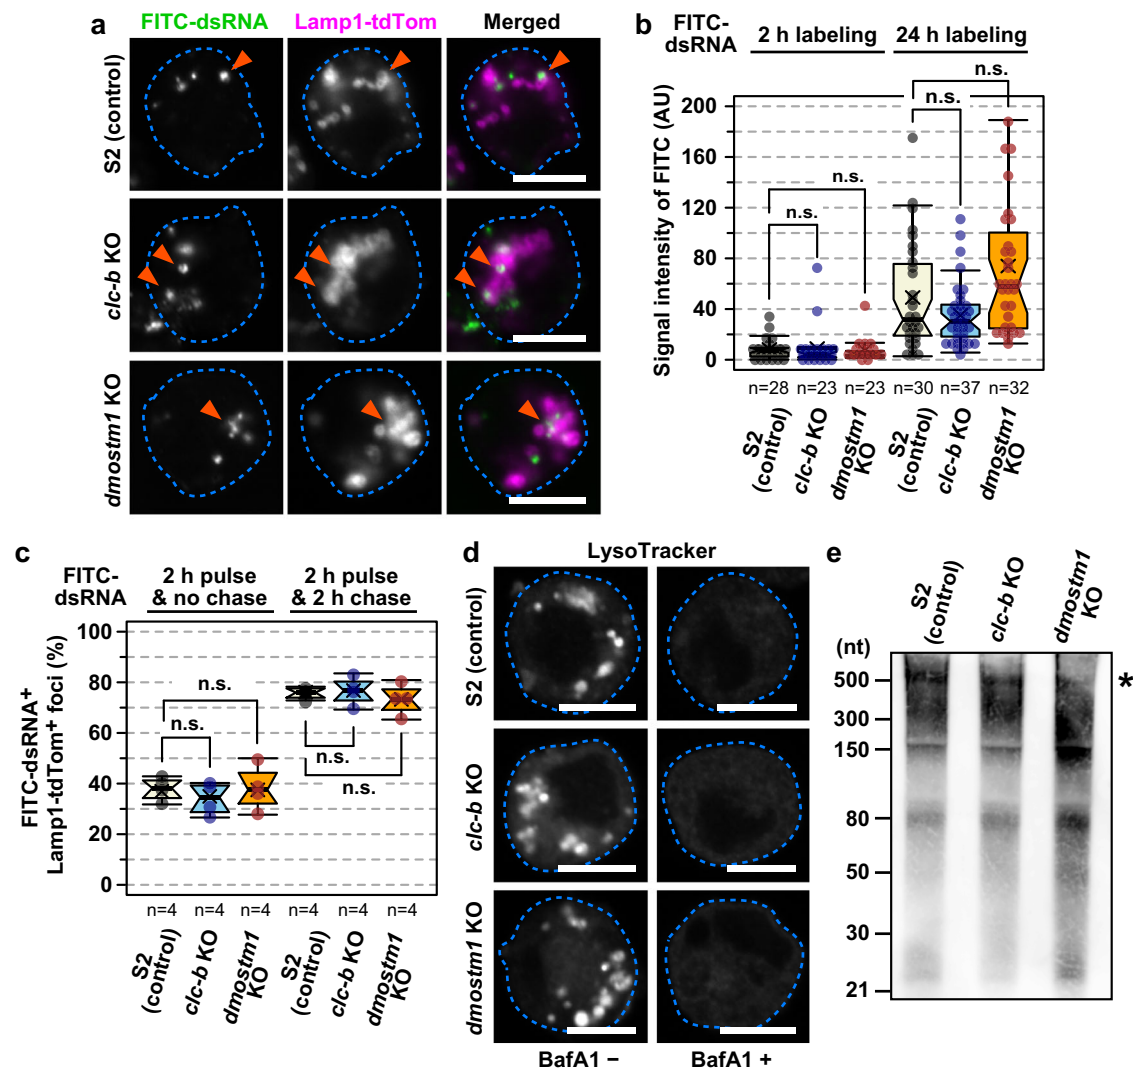 a
FITC-dsRNA
Lamp1-tdTom
Merged
S2 (control)
clc-b KO
dmostm1 KO
b
FITC-
dsRNA
2 h labeling
24 h labeling
Signal intensity of FITC (AU)
200
160
120
80
40
0
n.s.
n.s.
n.s.
n.s.
n=28
n=23
n=23
n=30
n=37
n=32
S2
(control)
clc-b KO
dmostm1
KO
S2
(control)
clc-b KO
dmostm1
KO
c
FITC-
dsRNA
2 h pulse
& no chase
2 h pulse
& 2 h chase
FITC-dsRNA+
Lamp1-tdTom+ foci (%)
100
80
60
40
30
0
n.s.
n.s.
n.s.
n.s.
n=4
n=4
n=4
n=4
n=4
n=4
S2
(control)
clc-b KO
dmostm1
KO
S2
(control)
clc-b KO
dmostm1
KO
d
LysoTracker
S2 (control)
clc-b KO
dmostm1 KO
BafA1 −
BafA1 +
e
S2
(control)
clc-b KO
dmostm1
KO
(nt)
500
300
150
80
50
30
21
*